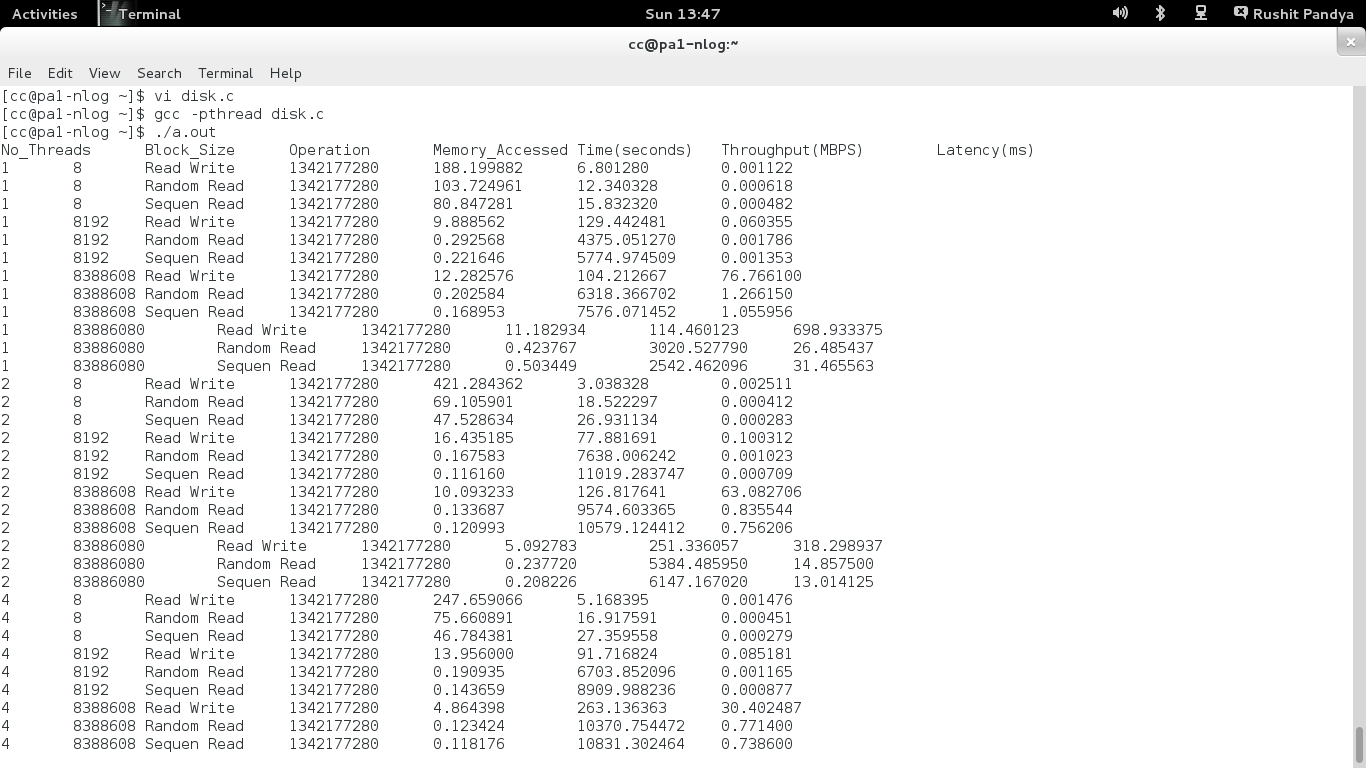 Activities Terminal Sun 13:47 Rushit Pandya
cc@pa1-nlog:~
File Edit View Search Terminal Help
[cc@pa1-nlog ~]$ vi disk.c
[cc@pa1-nlog ~]$ gcc -pthread disk.c
[cc@pa1-nlog ~]$ ./a.out
No_Threads Block_Size Operation Memory_Accessed Time(seconds) Throughput(MBPS) Latency(ms)
1 8 Read Write 1342177280 188.199882 6.801280 0.001122
1 8 Random Read 1342177280 103.724961 12.340328 0.000618
1 8 Sequen Read 1342177280 80.847281 15.832320 0.000482
1 8192 Read Write 1342177280 9.888562 129.442481 0.060355
1 8192 Random Read 1342177280 0.292568 4375.051270 0.001786
1 8192 Sequen Read 1342177280 0.221646 5774.974509 0.001353
1 8388608 Read Write 1342177280 12.282576 104.212667 76.766100
1 8388608 Random Read 1342177280 0.202584 6318.366702 1.266150
1 8388608 Sequen Read 1342177280 0.168953 7576.071452 1.055956
1 83886080 Read Write 1342177280 11.182934 114.460123 698.933375
1 83886080 Random Read 1342177280 0.423767 3020.527790 26.485437
1 83886080 Sequen Read 1342177280 0.503449 2542.462096 31.465563
2 8 Read Write 1342177280 421.284362 3.038328 0.002511
2 8 Random Read 1342177280 69.105901 18.522297 0.000412
2 8 Sequen Read 1342177280 47.528634 26.931134 0.000283
2 8192 Read Write 1342177280 16.435185 77.881691 0.100312
2 8192 Random Read 1342177280 0.167583 7638.006242 0.001023
2 8192 Sequen Read 1342177280 0.116160 11019.283747 0.000709
2 8388608 Read Write 1342177280 10.093233 126.817641 63.082706
2 8388608 Random Read 1342177280 0.133687 9574.603365 0.835544
2 8388608 Sequen Read 1342177280 0.120993 10579.124412 0.756206
2 83886080 Read Write 1342177280 5.092783 251.336057 318.298937
2 83886080 Random Read 1342177280 0.237720 5384.485950 14.857500
2 83886080 Sequen Read 1342177280 0.208226 6147.167020 13.014125
4 8 Read Write 1342177280 247.659066 5.168395 0.001476
4 8 Random Read 1342177280 75.660891 16.917591 0.000451
4 8 Sequen Read 1342177280 46.784381 27.359558 0.000279
4 8192 Read Write 1342177280 13.956000 91.716824 0.085181
4 8192 Random Read 1342177280 0.190935 6703.852096 0.001165
4 8192 Sequen Read 1342177280 0.143659 8909.988236 0.000877
4 8388608 Read Write 1342177280 4.864398 263.136363 30.402487
4 8388608 Random Read 1342177280 0.123424 10370.754472 0.771400
4 8388608 Sequen Read 1342177280 0.118176 10831.302464 0.738600